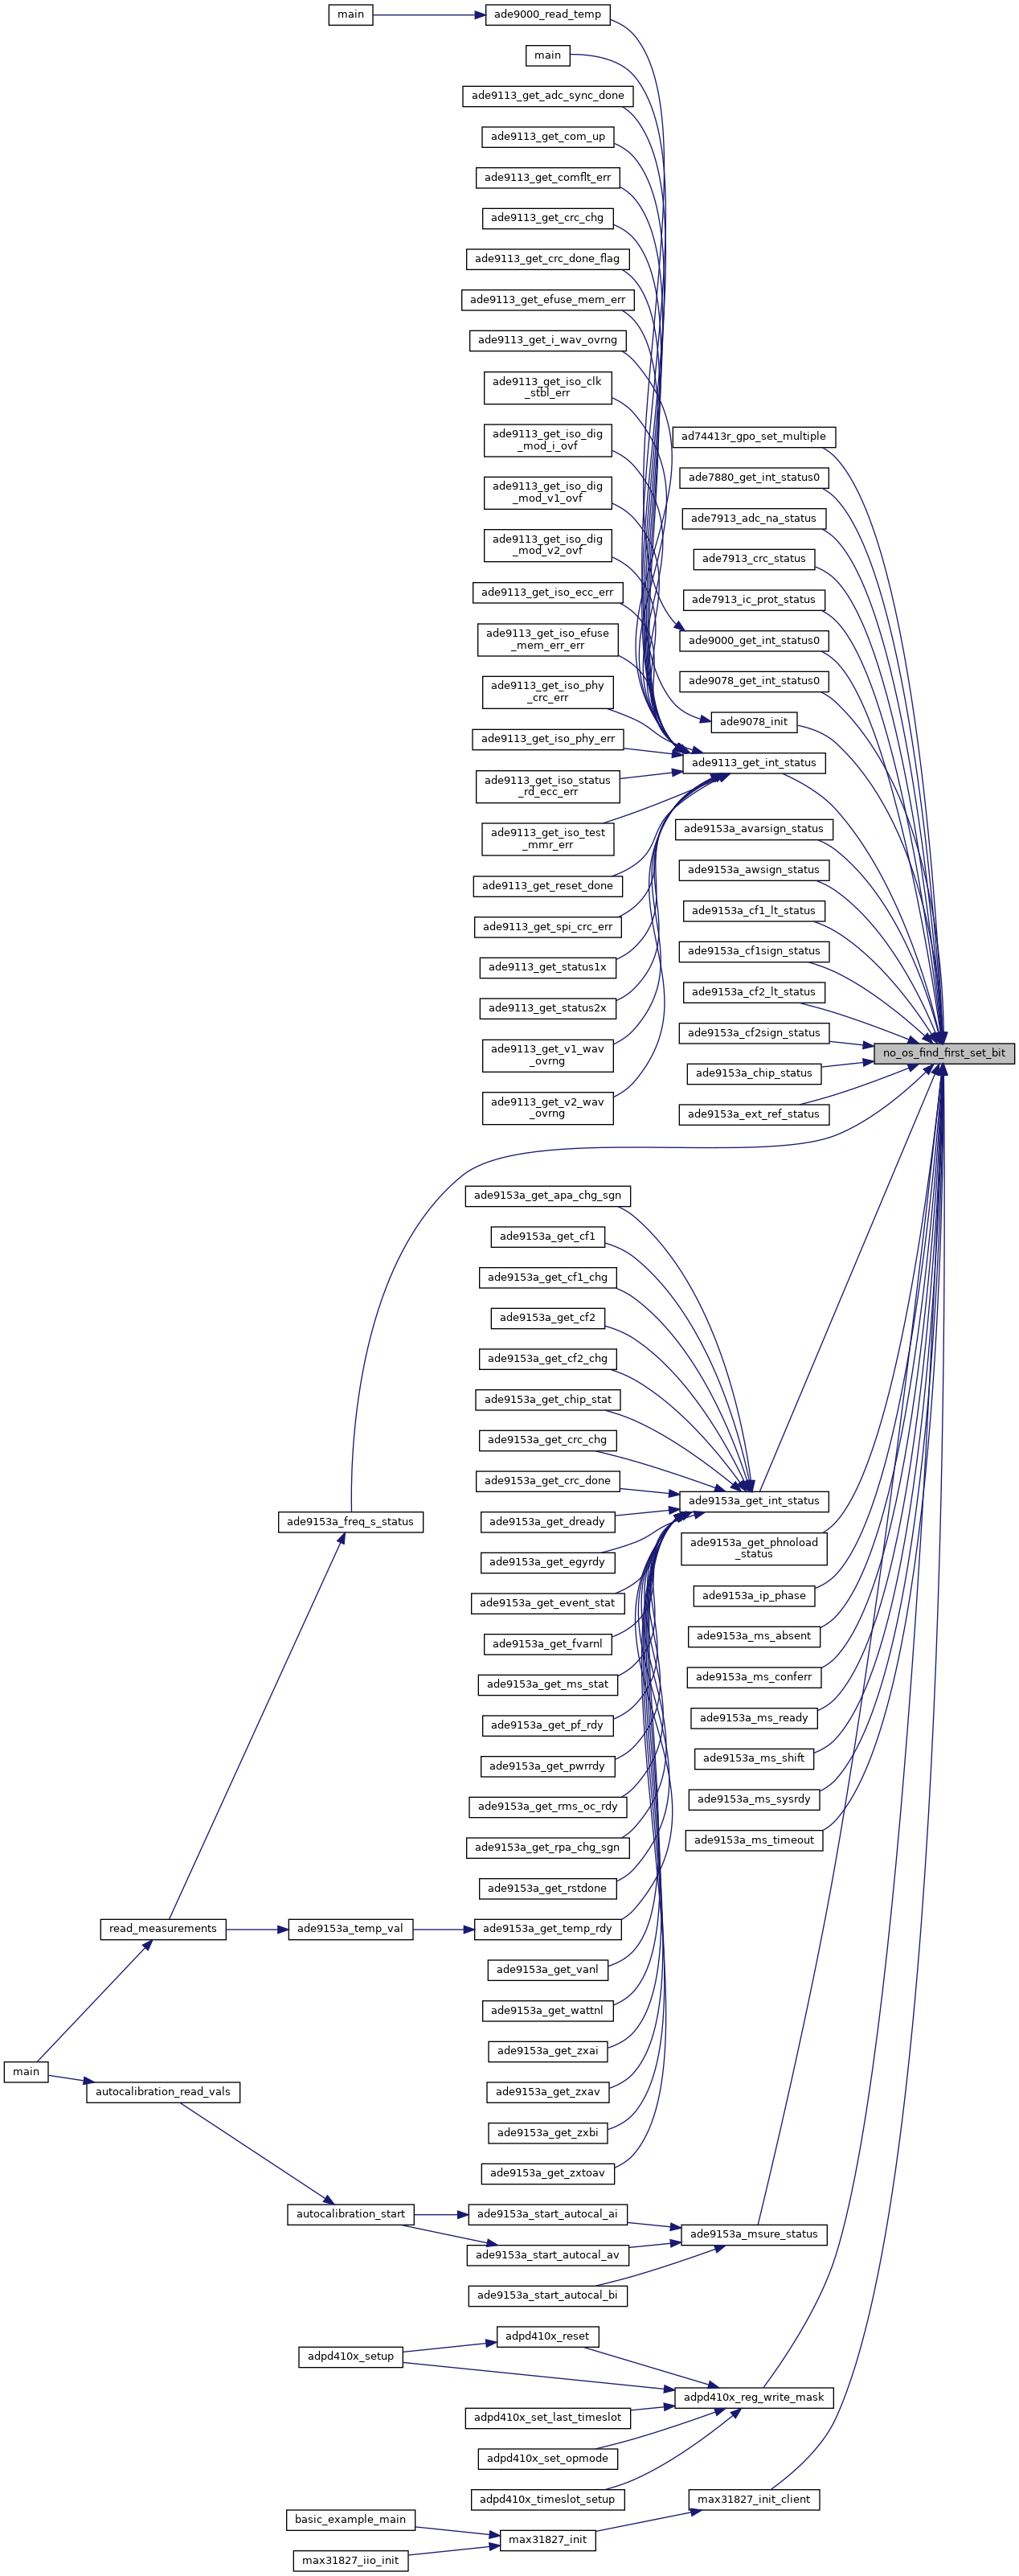 main
ade9000_read_temp
main
ade9113_get_adc_sync_done
ade9113_get_com_up
ade9113_get_comflt_err
ade9113_get_crc_chg
ade9113_get_crc_done_flag
ade9113_get_efuse_mem_err
ade9113_get_i_wav_ovrng
ade9113_get_iso_clk
_stbl_err
ade9113_get_iso_dig
_mod_i_ovf
ade9113_get_iso_dig
_mod_v1_ovf
ade9113_get_iso_dig
_mod_v2_ovf
ade9113_get_iso_ecc_err
ade9113_get_iso_efuse
_mem_err_err
ade9113_get_iso_phy
_crc_err
ade9113_get_iso_phy_err
ade9113_get_iso_status
_rd_ecc_err
ade9113_get_iso_test
_mmr_err
ade9113_get_reset_done
ade9113_get_spi_crc_err
ade9113_get_status1x
ade9113_get_status2x
ade9113_get_v1_wav
_ovrng
ade9113_get_v2_wav
_ovrng
ad74413r_gpo_set_multiple
ade7880_get_int_status0
ade7913_adc_na_status
ade7913_crc_status
ade7913_ic_prot_status
ade9000_get_int_status0
ade9078_get_int_status0
ade9078_init
ade9113_get_int_status
ade9153a_avarsign_status
ade9153a_awsign_status
ade9153a_cf1_lt_status
ade9153a_cf1sign_status
ade9153a_cf2_lt_status
ade9153a_cf2sign_status
ade9153a_chip_status
ade9153a_ext_ref_status
no_os_find_first_set_bit
ade9153a_get_apa_chg_sgn
ade9153a_get_cf1
ade9153a_get_cf1_chg
ade9153a_get_cf2
ade9153a_get_cf2_chg
ade9153a_get_chip_stat
ade9153a_get_crc_chg
ade9153a_get_crc_done
ade9153a_get_dready
ade9153a_get_egyrdy
ade9153a_get_event_stat
ade9153a_get_fvarnl
ade9153a_get_ms_stat
ade9153a_get_pf_rdy
ade9153a_get_pwrrdy
ade9153a_get_rms_oc_rdy
ade9153a_get_rpa_chg_sgn
ade9153a_get_rstdone
ade9153a_get_temp_rdy
ade9153a_get_vanl
ade9153a_get_wattnl
ade9153a_get_zxai
ade9153a_get_zxav
ade9153a_get_zxbi
ade9153a_get_zxtoav
ade9153a_freq_s_status
read_measurements
ade9153a_temp_val
main
autocalibration_read_vals
autocalibration_start
ade9153a_get_int_status
ade9153a_get_phnoload
_status
ade9153a_ip_phase
ade9153a_ms_absent
ade9153a_ms_conferr
ade9153a_ms_ready
ade9153a_ms_shift
ade9153a_ms_sysrdy
ade9153a_ms_timeout
ade9153a_start_autocal_ai
ade9153a_start_autocal_av
ade9153a_start_autocal_bi
ade9153a_msure_status
adpd410x_reset
adpd410x_setup
adpd410x_reg_write_mask
adpd410x_set_last_timeslot
adpd410x_set_opmode
adpd410x_timeslot_setup
max31827_init_client
basic_example_main
max31827_init
max31827_iio_init